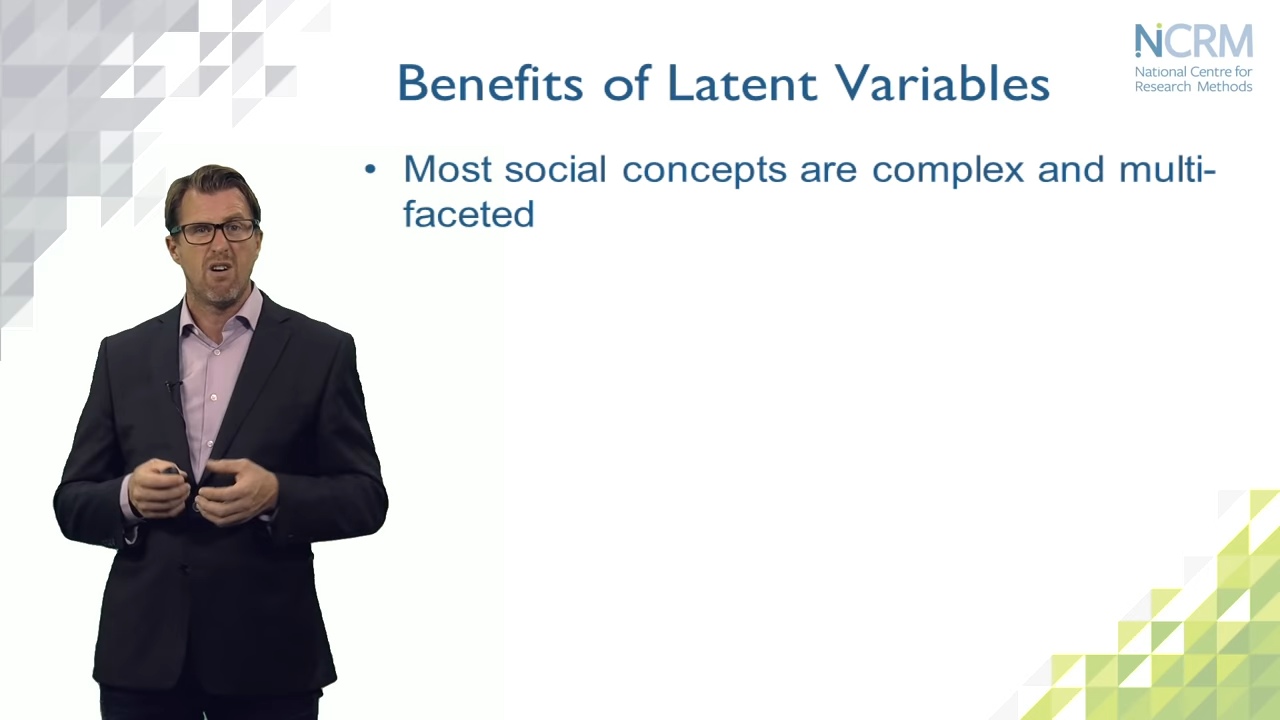 NCRM
National Centre for
Research Methods
Benefits of Latent Variables
• Most social concepts are complex and multi-
faceted